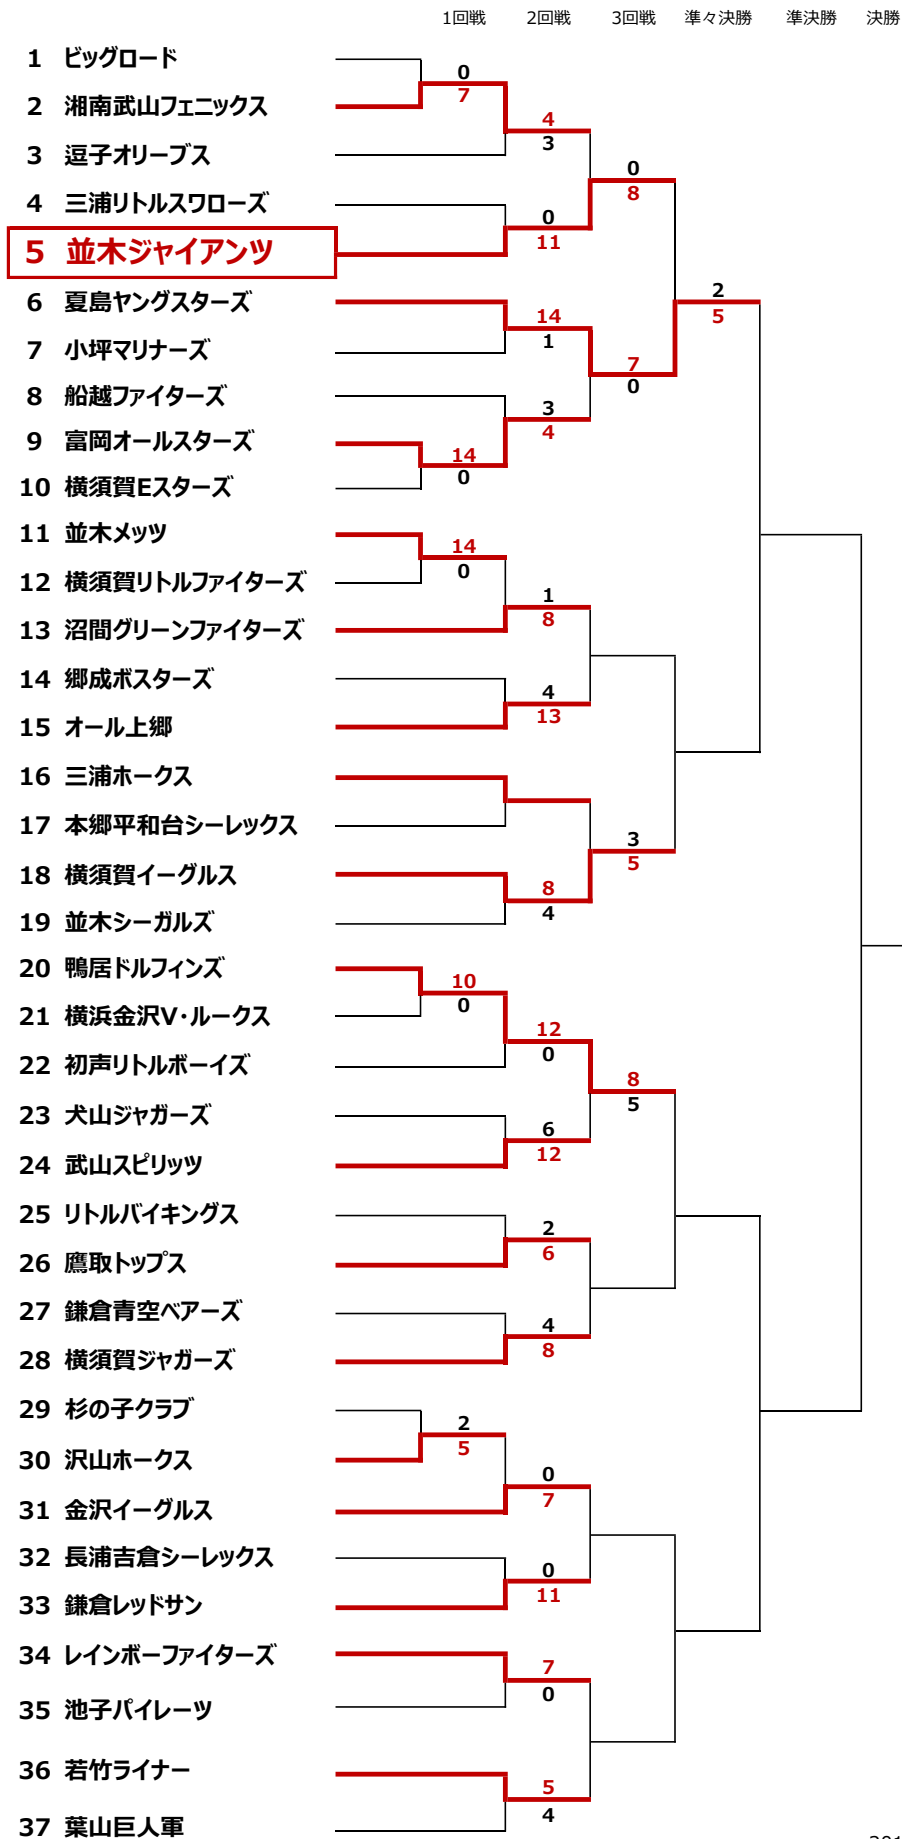 1回戦 2回戦 3回戦 準々決勝 準決勝 決勝
1 ビッグロード
0
7
2 湘南武山フェニックス
4
3
3 逗子オリーブス
0
8
4 三浦リトルスワローズ
0
11
5 並木ジャイアンツ
2
5
6 夏島ヤングスターズ
14
1
7 小坪マリナーズ
7
0
8 船越ファイターズ
3
4
9 富岡オールスターズ
14
0
10 横須賀Eスターズ
11 並木メッツ
14
0
12 横須賀リトルファイターズ
1
8
13 沼間グリーンファイターズ
14 郷成ボスターズ
4
13
15 オール上郷
16 三浦ホークス
17 本郷平和台シーレックス
3
5
18 横須賀イーグルス
8
4
19 並木シーガルズ
20 鴨居ドルフィンズ
10
0
21 横浜金沢V・ルークス
12
0
22 初声リトルボーイズ
8
5
23 犬山ジャガーズ
6
12
24 武山スピリッツ
25 リトルバイキングス
2
6
26 鷹取トップス
27 鎌倉青空ベアーズ
4
8
28 横須賀ジャガーズ
29 杉の子クラブ
2
5
30 沢山ホークス
0
7
31 金沢イーグルス
32 長浦吉倉シーレックス
0
11
33 鎌倉レッドサン
34 レインボーファイターズ
7
0
35 池子パイレーツ
36 若竹ライナー
5
4
37 葉山巨人軍